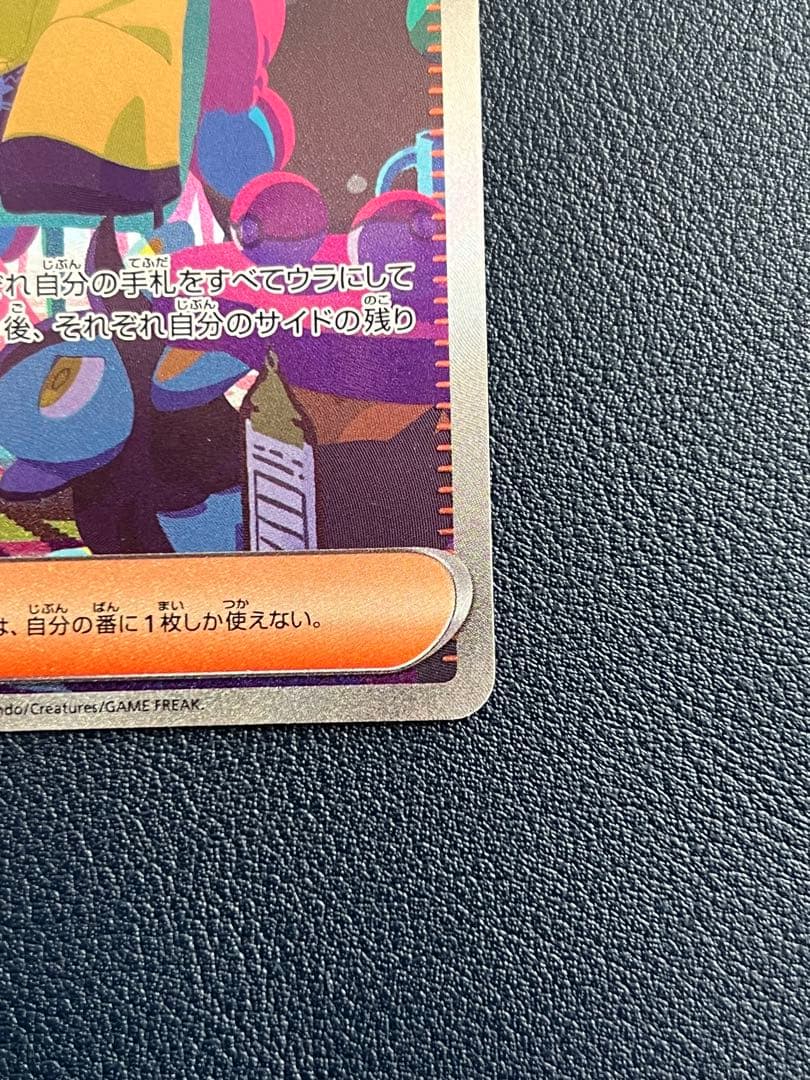 れ自分の手札をすべてウラにして
後、それぞれ自分のサイドの残り
は、自分の番に1枚しか使えない。
ndo/Creatures/GAME FREAK.